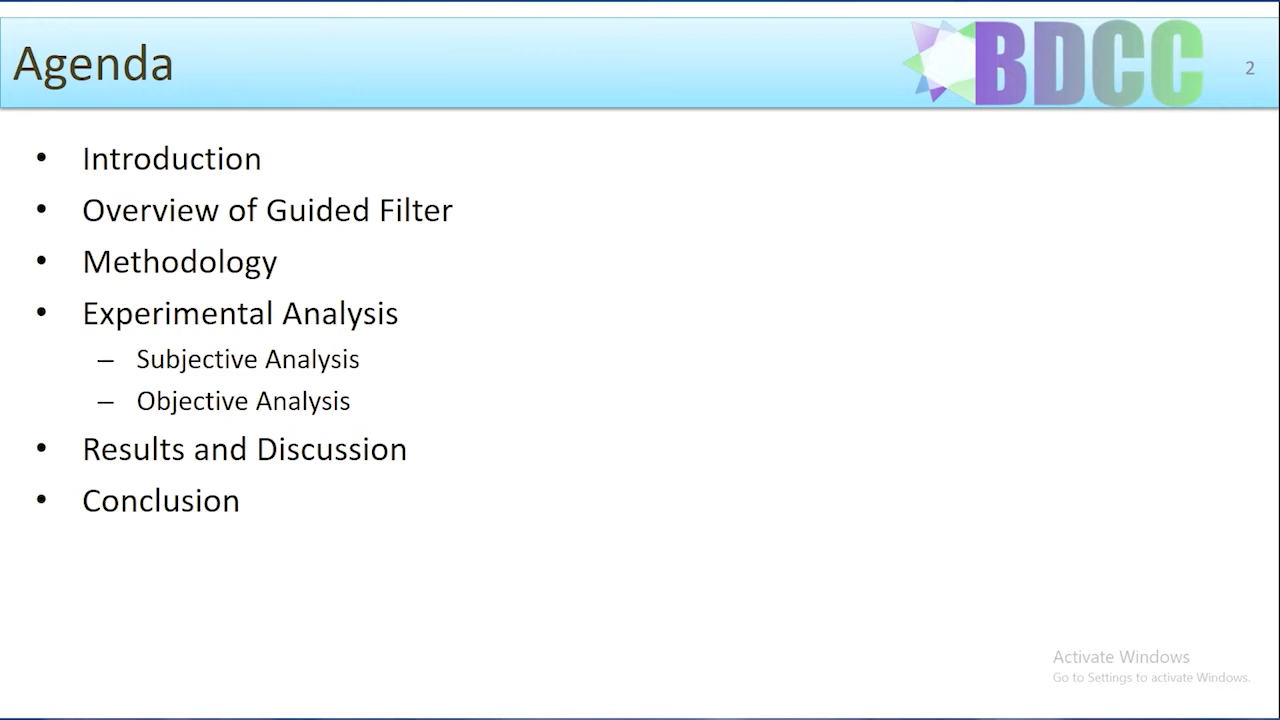 Agenda
BDCC
2
• Introduction
• Overview of Guided Filter
• Methodology
• Experimental Analysis
– Subjective Analysis
– Objective Analysis
• Results and Discussion
• Conclusion
Activate Windows
Go to Settings to activate Windows.